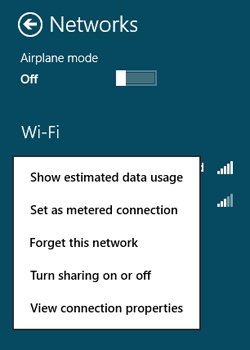 Networks
Airplane mode
Off
Wi-Fi
Show estimated data usage
Set as metered connection
Forget this network
Turn sharing on or off
View connection properties